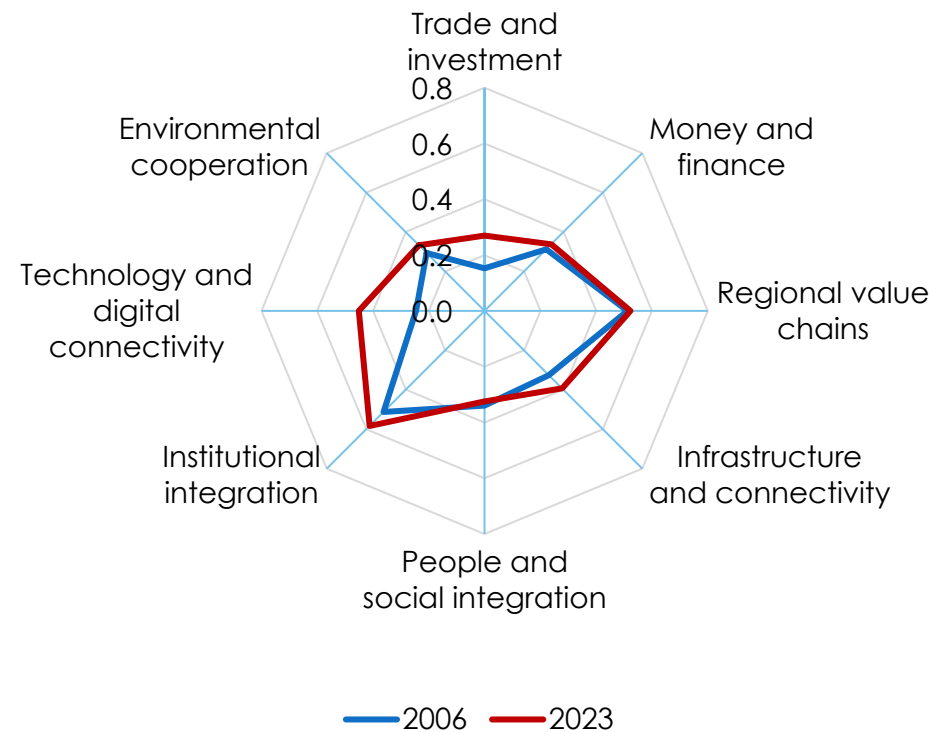 Trade and
investment
0.8
Environmental
cooperation
Money and
finance
0.6
0.4
0.2
Technology and
digital
connectivity
0.0
Regional value
chains
Institutional
integration
Infrastructure
and connectivity
People and
social integration
2006
2023